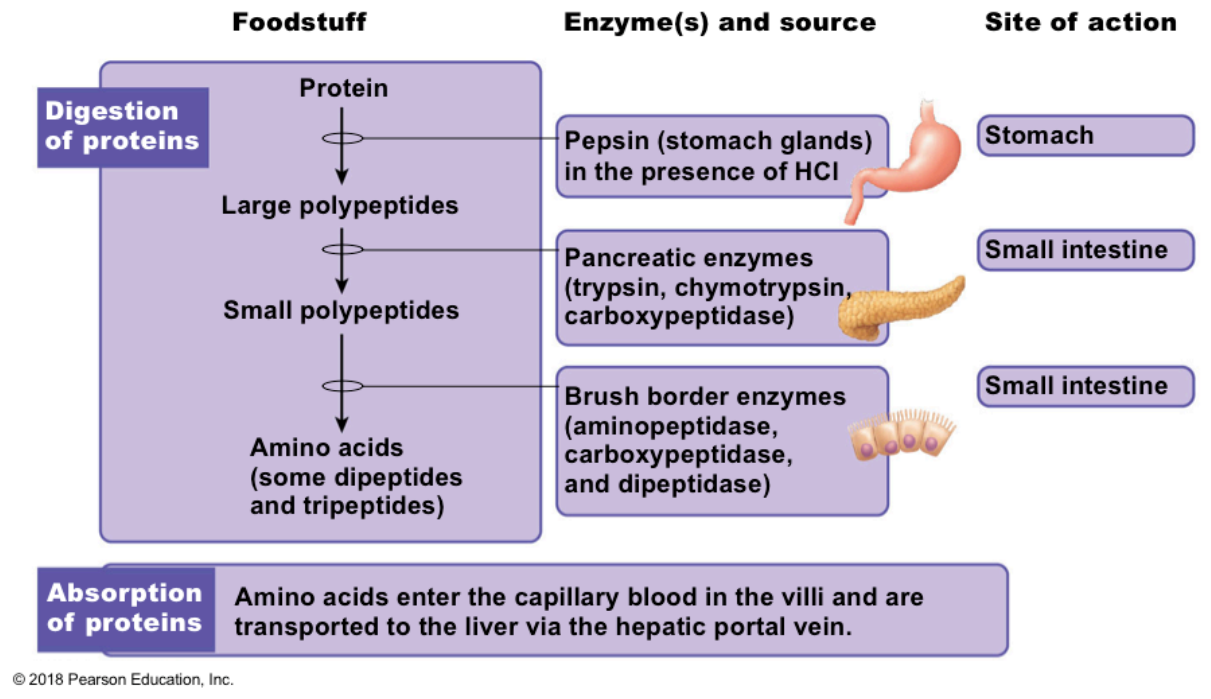 Foodstuff
Enzyme(s) and source
Site of action
Digestion
of proteins
Protein
Pepsin (stomach glands)
in the presence of HCl
Stomach
Large polypeptides
Pancreatic enzymes
(trypsin, chymotrypsin,
carboxypeptidase)
Small intestine
Small polypeptides
Brush border enzymes
(aminopeptidase,
carboxypeptidase,
and dipeptidase)
Small intestine
Amino acids
(some dipeptides
and tripeptides)
Absorption
of proteins
Amino acids enter the capillary blood in the villi and are
transported to the liver via the hepatic portal vein.
© 2018 Pearson Education, Inc.